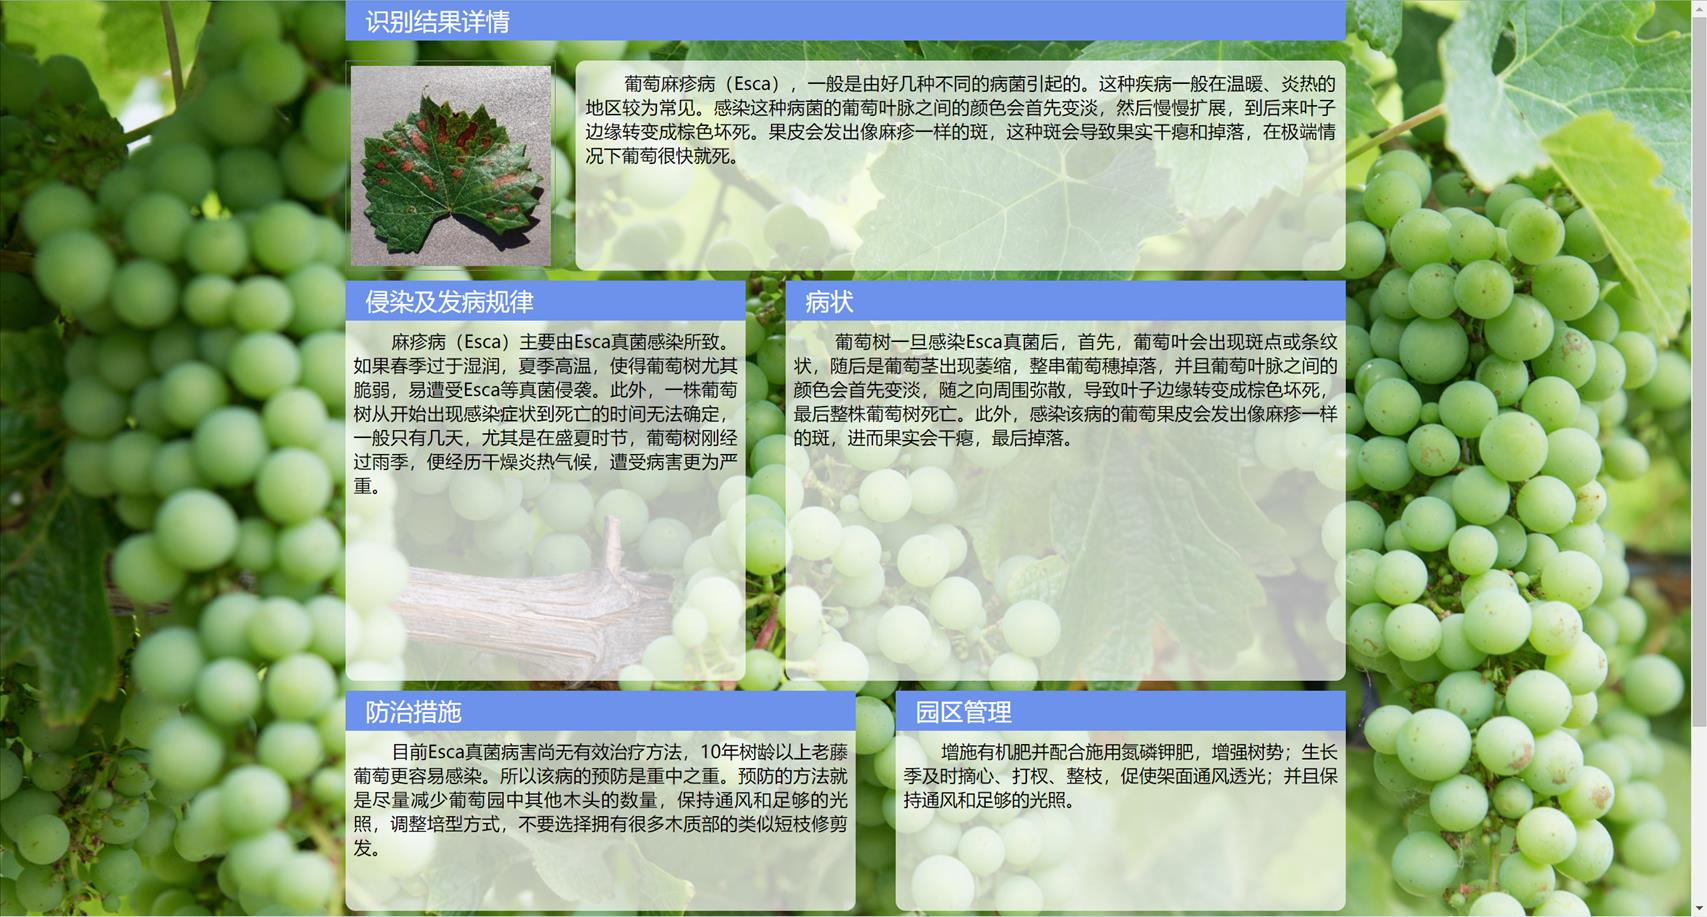 识别结果详情
葡萄麻疹病（Esca），一般是由好几种不同的病菌引起的。这种疾病一般在温暖、炎热的
地区较为常见。感染这种病菌的葡萄叶脉之间的颜色会首先变淡，然后慢慢扩展，到后来叶子
边缘转变成棕色坏死。果皮会发出像麻疹一样的斑，这种斑会导致果实干瘪和掉落，在极端情
况下葡萄很快就死。
侵染及发病规律
麻疹病（Esca）主要由Esca真菌感染所致。
如果春季过于湿润，夏季高温，使得葡萄树尤其
脆弱，易遭受Esca等真菌侵袭。此外，一株葡萄
树从开始出现感染症状到死亡的时间无法确定，
一般只有几天，尤其是在盛夏时节，葡萄树刚经
过雨季，便经历干燥炎热气候，遭受病害更为严
重。
病状
葡萄树一旦感染Esca真菌后，首先，葡萄叶会出现斑点或条纹
状，随后是葡萄茎出现萎缩，整串葡萄穗掉落，并且葡萄叶脉之间的
颜色会首先变淡，随之向周围弥散，导致叶子边缘转变成棕色坏死，
最后整株葡萄树死亡。此外，感染该病的葡萄果皮会发出像麻疹一样
的斑，进而果实会干瘪，最后掉落。
防治措施
目前Esca真菌病害尚无有效治疗方法，10年树龄以上老藤
葡萄更容易感染。所以该病的预防是重中之重。预防的方法就
是尽量减少葡萄园中其他木头的数量，保持通风和足够的光
照，调整培型方式，不要选择拥有很多木质部的类似短枝修剪
发。
园区管理
增施有机肥并配合施用氮磷钾肥，增强树势；生长
季及时摘心、打杈、整枝，促使架面通风透光；并且保
持通风和足够的光照。